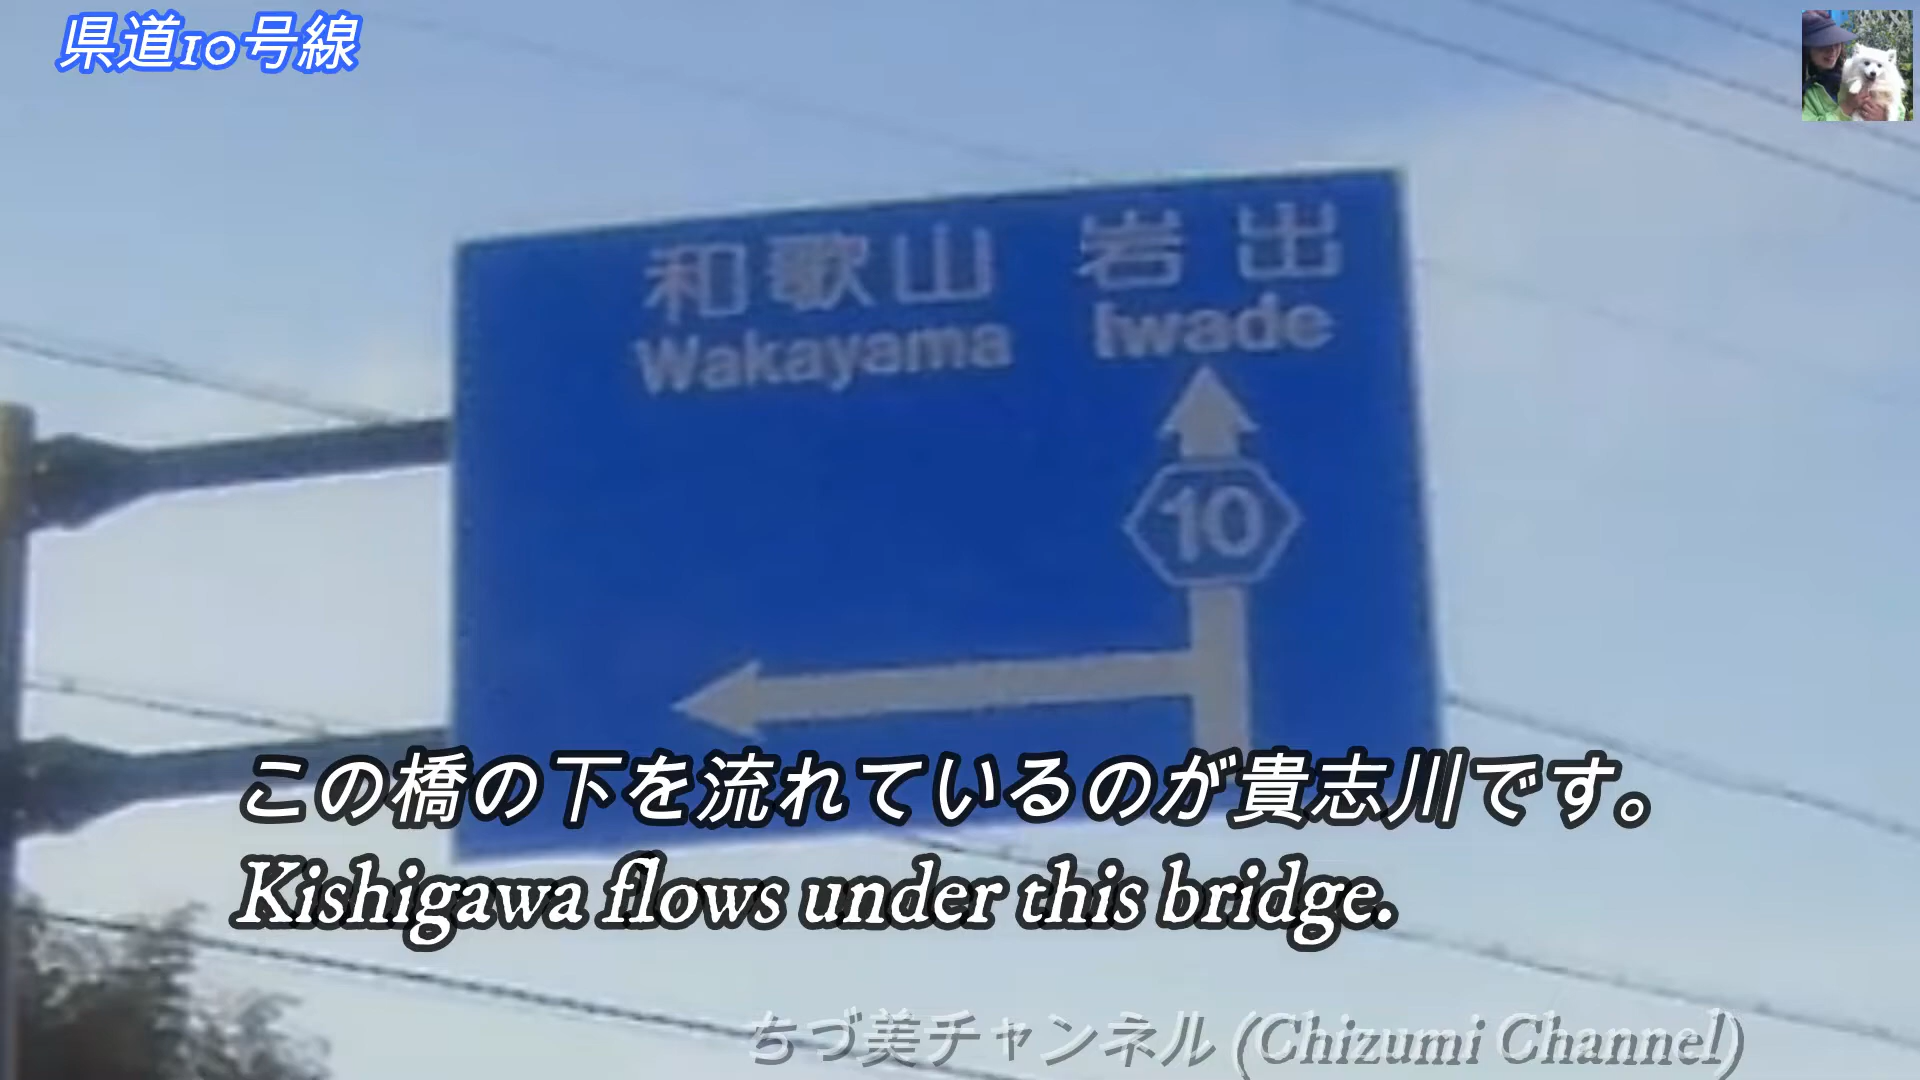 県道10号線
和歌山 岩出
Wakayama Iwade
10
この橋の下を流れているのが貴志川です。
Kishigawa flows under this bridge.
ちづ美チャンネル (Chizumi Channel)